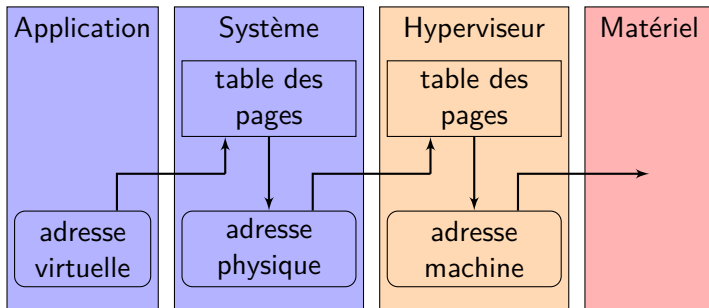 Application
Système
Hyperviseur
Matériel
table des
pages
table des
pages
adresse
virtuelle
adresse
physique
adresse
machine